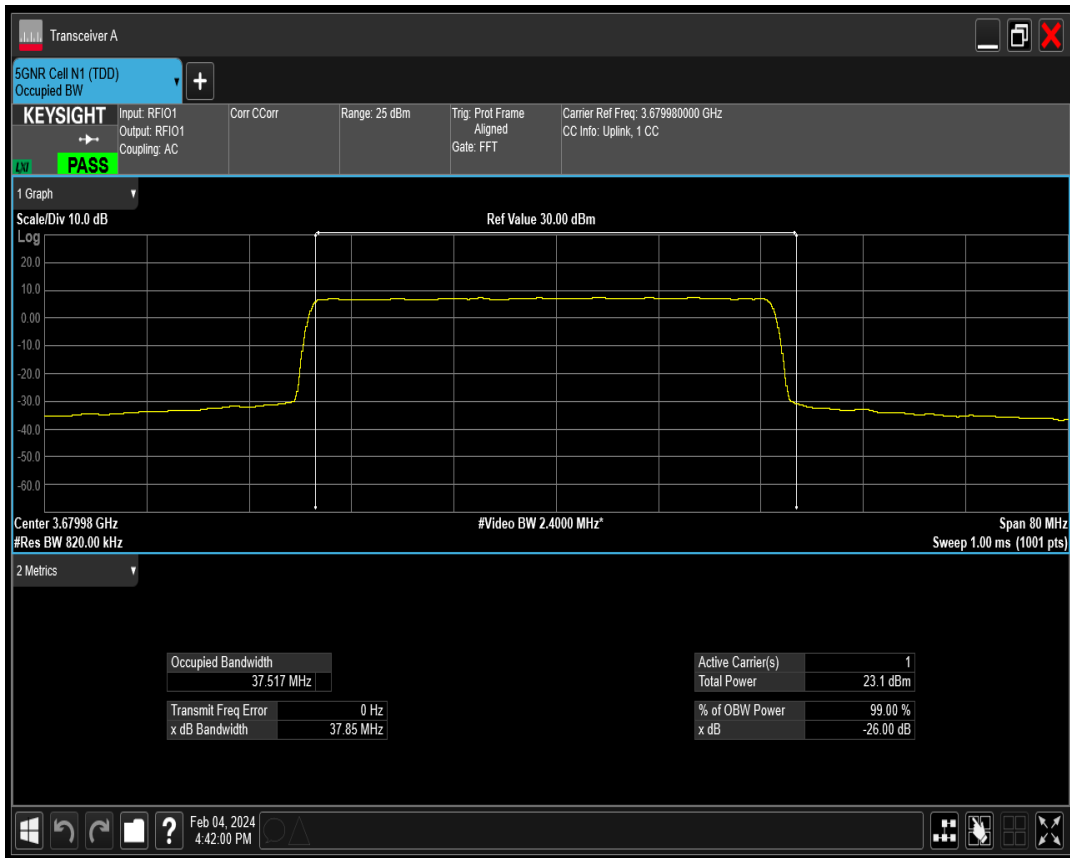 Transceiver A
5GNR Cell N1 (TDD)
Occupied BW
+
KEYSIGHT
LXI
PASS
Input: RFIO1
Output: RFIO1
Coupling: AC
Corr CCorr
Range: 25 dBm
Trig: Prot Frame
Aligned
Gate: FFT
Carrier Ref Freq: 3.679980000 GHz
CC Info: Uplink, 1 CC
1 Graph
Scale/Div 10.0 dB
Ref Value 30.00 dBm
Log
20.0
10.0
0.00
-10.0
-20.0
-30.0
-40.0
-50.0
-60.0
Center 3.67998 GHz
#Video BW 2.4000 MHz*
Span 80 MHz
#Res BW 820.00 kHz
Sweep 1.00 ms (1001 pts)
2 Metrics
Occupied Bandwidth
37.517 MHz
Transmit Freq Error 0 Hz
x dB Bandwidth 37.85 MHz
Active Carrier(s) 1
Total Power 23.1 dBm
% of OBW Power 99.00 %
x dB -26.00 dB
?
Feb 04, 2024
4:42:00 PM